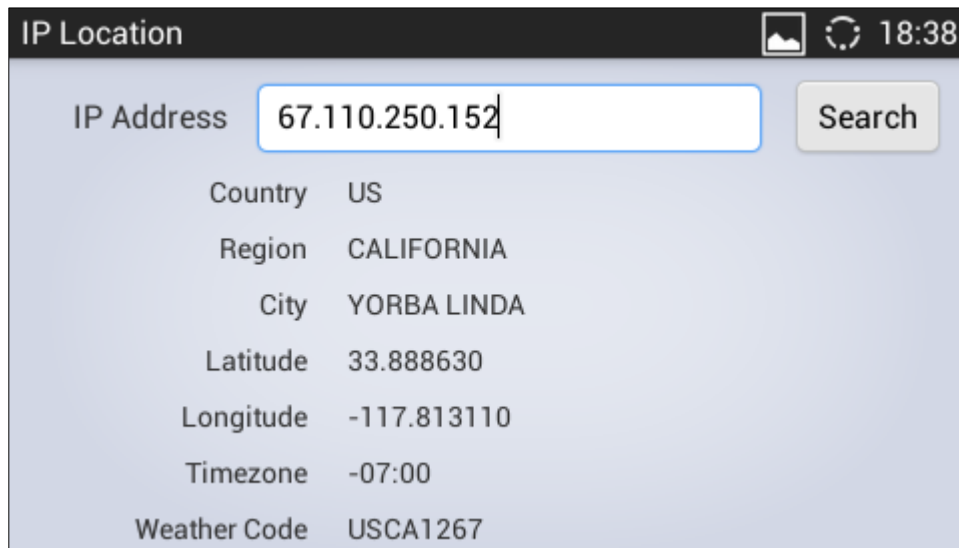 IP Location 18:38
IP Address 67.110.250.152 Search
Country US
Region CALIFORNIA
City YORBA LINDA
Latitude 33.888630
Longitude -117.813110
Timezone -07:00
Weather Code USCA1267